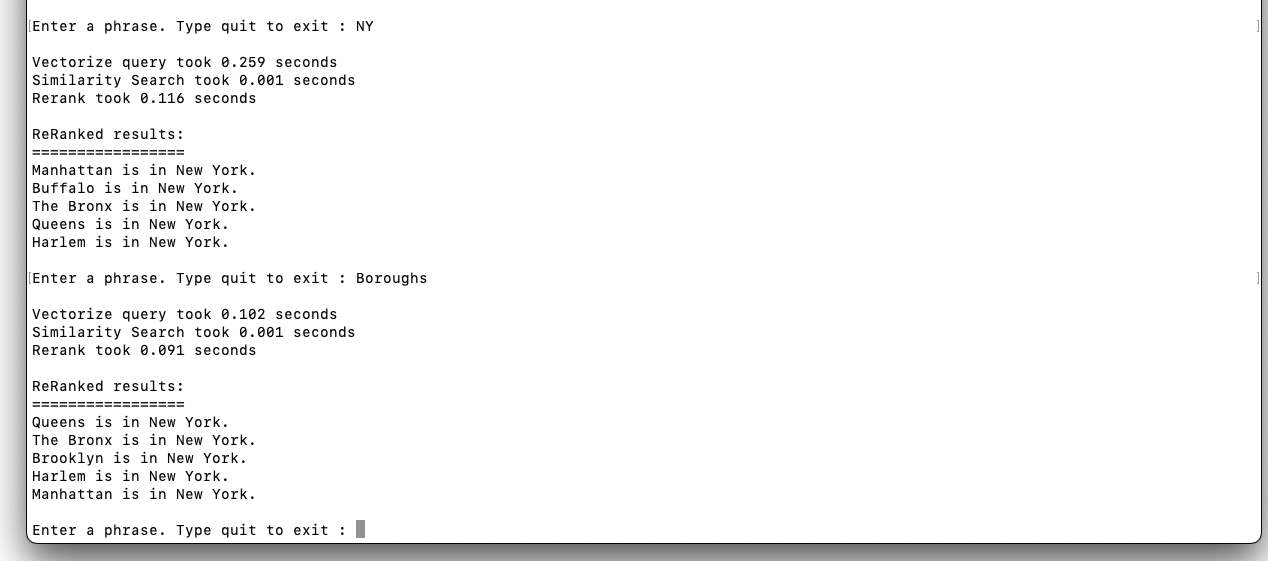 [Enter a phrase. Type quit to exit : NY ]
Vectorize query took 0.259 seconds
Similarity Search took 0.001 seconds
Rerank took 0.116 seconds
ReRanked results:
=================
Manhattan is in New York.
Buffalo is in New York.
The Bronx is in New York.
Queens is in New York.
Harlem is in New York.
[Enter a phrase. Type quit to exit : Boroughs ]
Vectorize query took 0.102 seconds
Similarity Search took 0.001 seconds
Rerank took 0.091 seconds
ReRanked results:
=================
Queens is in New York.
The Bronx is in New York.
Brooklyn is in New York.
Harlem is in New York.
Manhattan is in New York.
Enter a phrase. Type quit to exit :